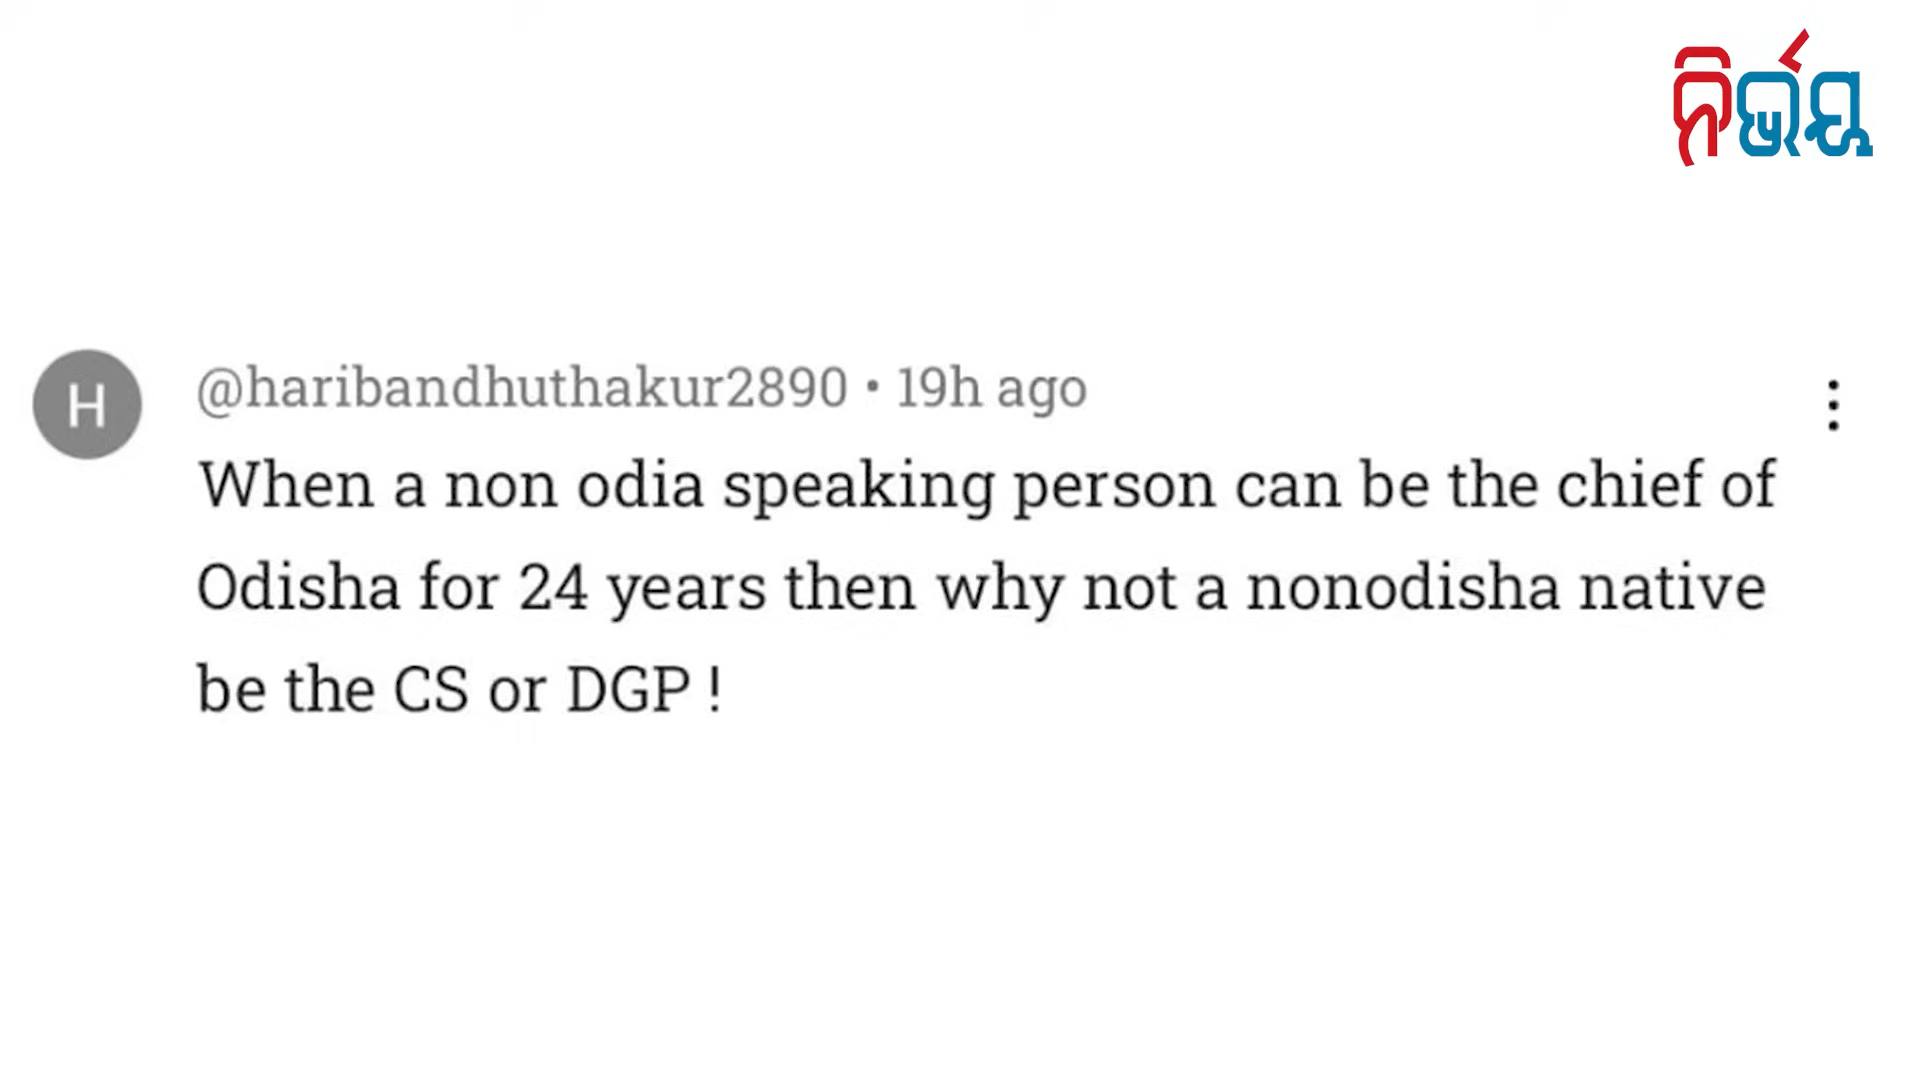 ନିର୍ଭୟ
H
@haribandhuthakur2890 • 19h ago
When a non odia speaking person can be the chief of
Odisha for 24 years then why not a nonodisha native
be the CS or DGP !